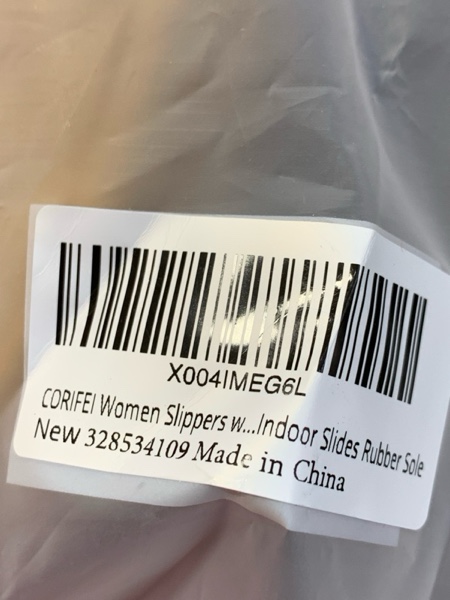 X004IMEG6L
CORIFEI Women Slippers w...Indoor Slides Rubber Sole
New 328534109 Made in China